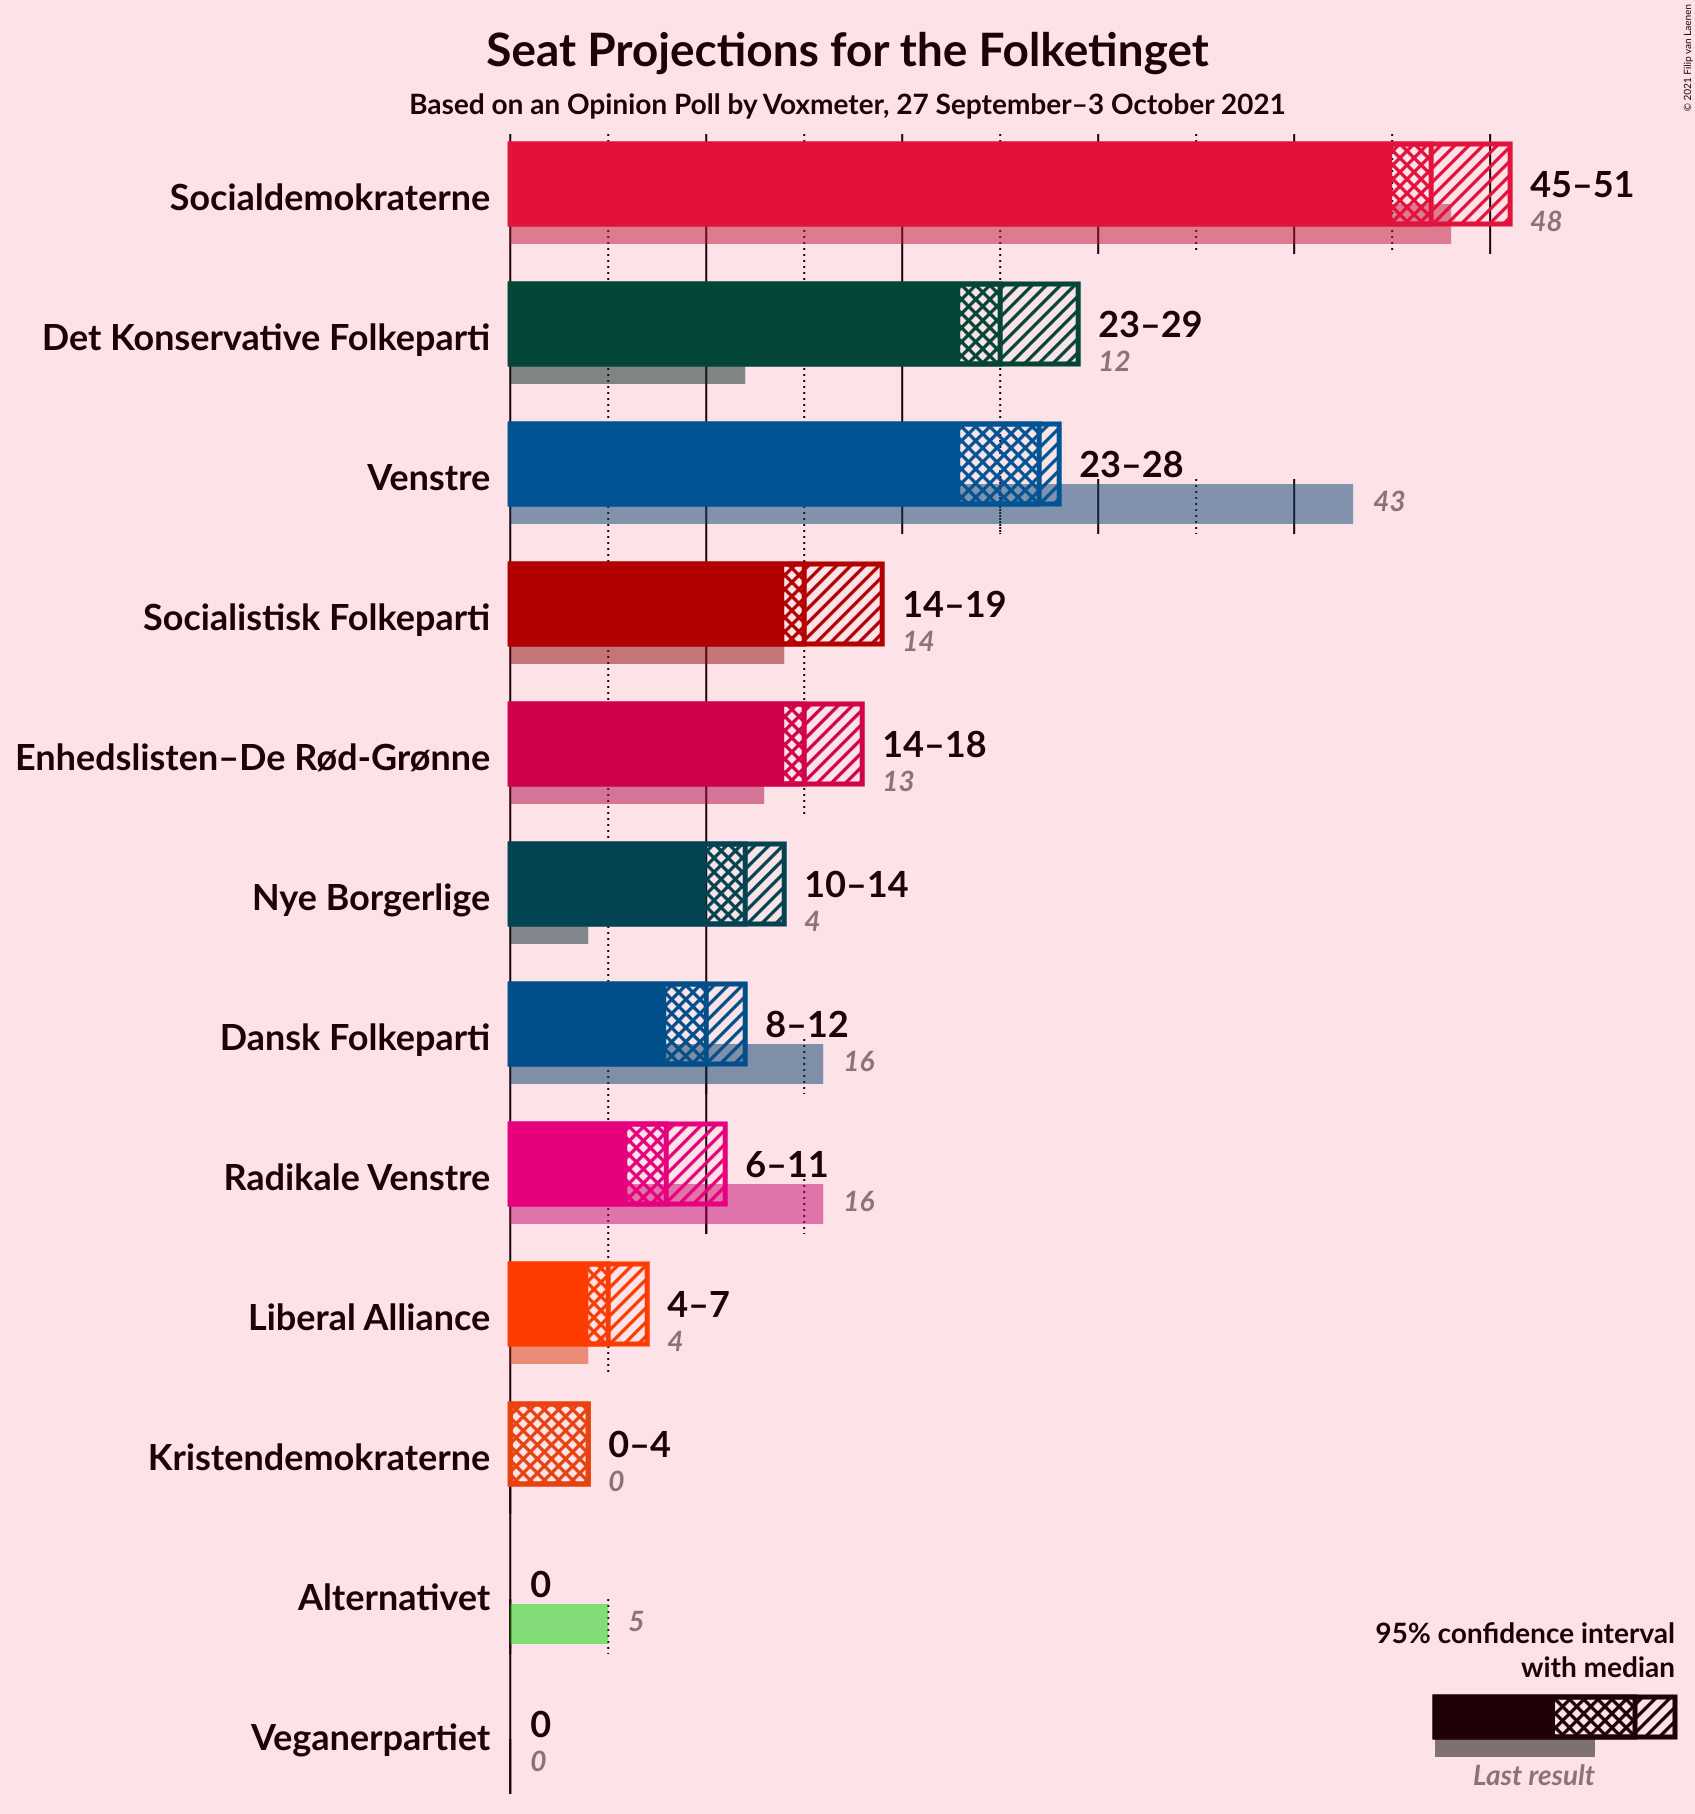 Seat Projections for the Folketinget
Based on an Opinion Poll by Voxmeter, 27 September–3 October 2021
© 2021 Filip van Laenen
Socialdemokraterne
45–51
48
Det Konservative Folkeparti
23–29
12
Venstre
23–28
43
Socialistisk Folkeparti
14–19
14
Enhedslisten–De Rød-Grønne
14–18
13
Nye Borgerlige
10–14
4
Dansk Folkeparti
8–12
16
Radikale Venstre
6–11
16
Liberal Alliance
4–7
4
Kristendemokraterne
0–4
0
Alternativet
0
5
Veganerpartiet
0
0
95% confidence interval
with median
Last result